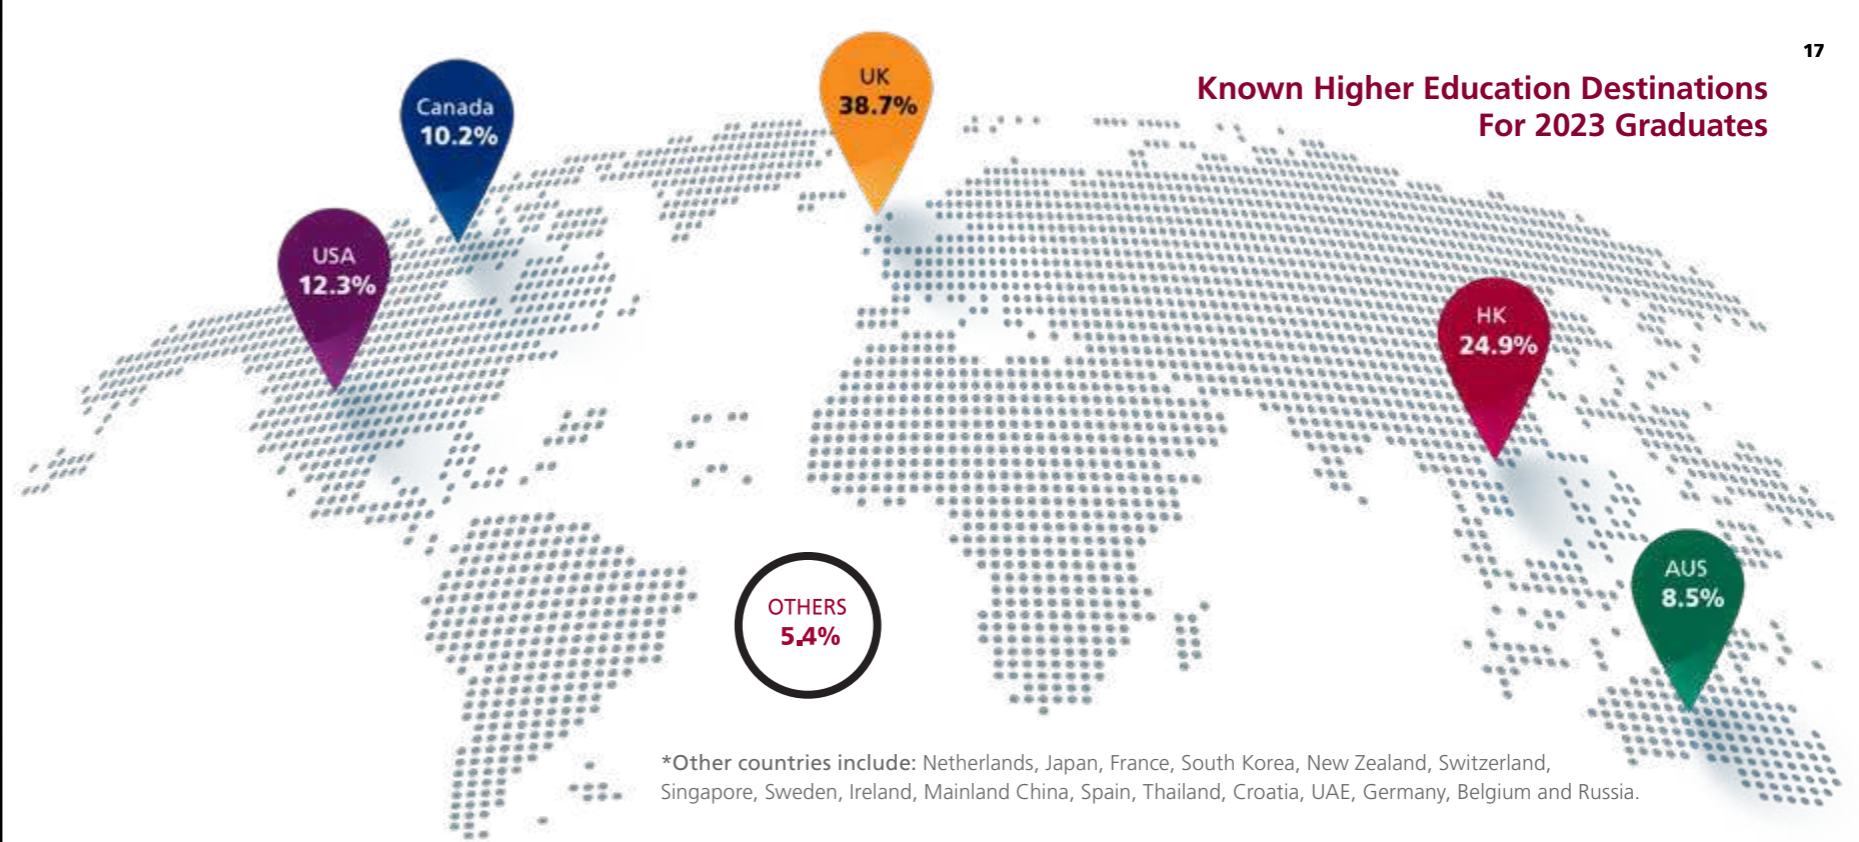 17
Known Higher Education Destinations
For 2023 Graduates
UK
38.7%
Canada
10.2%
USA
12.3%
HK
24.9%
AUS
8.5%
OTHERS
5.4%
*Other countries include: Netherlands, Japan, France, South Korea, New Zealand, Switzerland,
Singapore, Sweden, Ireland, Mainland China, Spain, Thailand, Croatia, UAE, Germany, Belgium and Russia.